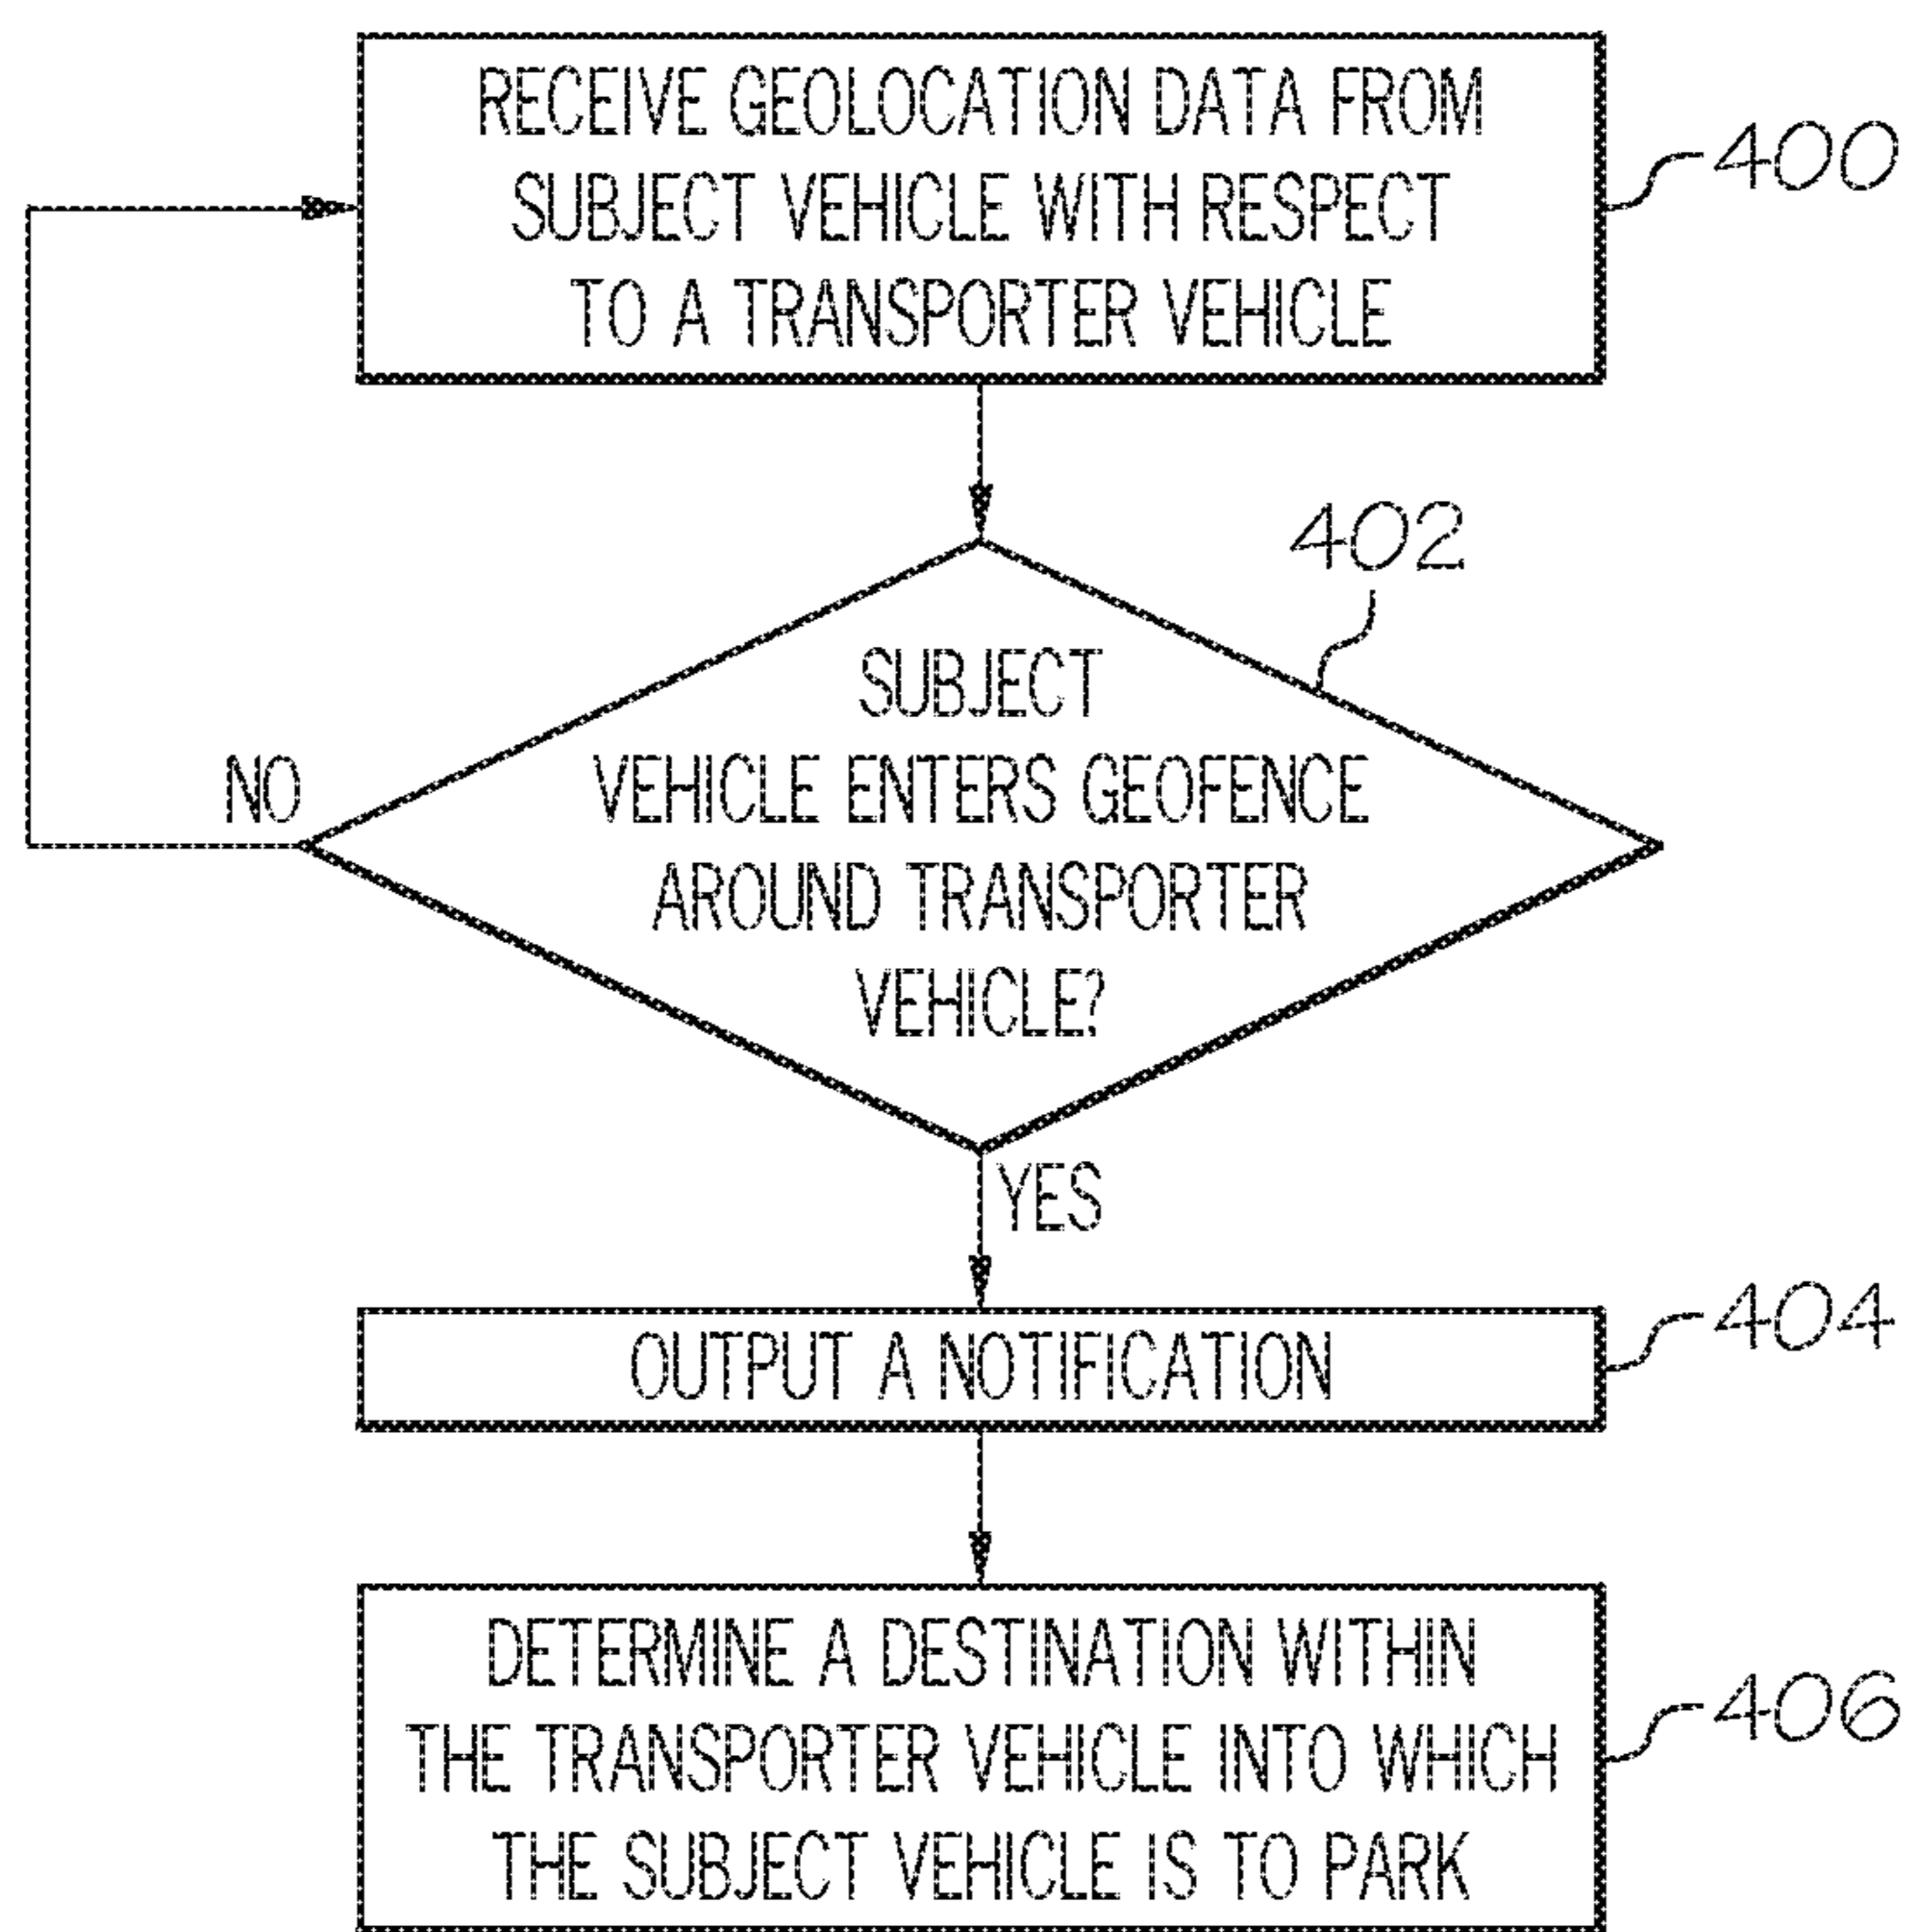 RECEIVE GEOLOCATION DATA FROM
SUBJECT VEHICLE WITH RESPECT
TO A TRANSPORTER VEHICLE
400
402
SUBJECT
VEHICLE ENTERS GEOFENCE
AROUND TRANSPORTER
VEHICLE?
NO
YES
OUTPUT A NOTIFICATION
404
DETERMINE A DESTINATION WITHIN
THE TRANSPORTER VEHICLE INTO WHICH
THE SUBJECT VEHICLE IS TO PARK
406